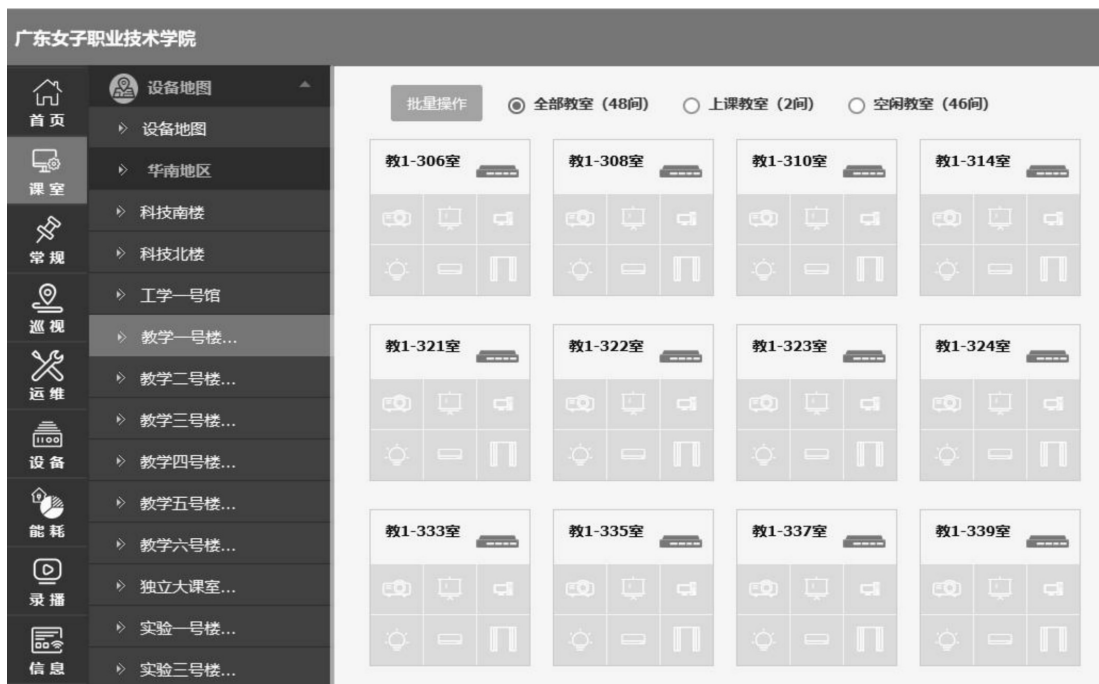 广东女子职业技术学院
首页
课室
常规
巡视
运维
设备
能耗
录播
信息
设备地图
设备地图
华南地区
科技南楼
科技北楼
工学一号馆
教学一号楼...
教学二号楼...
教学三号楼...
教学四号楼...
教学五号楼...
教学六号楼...
独立大课室...
实验一号楼...
实验三号楼...
批量操作 全部教室 (48间) 上课教室 (2间) 空闲教室 (46间)
教1-306室 教1-308室 教1-310室 教1-314室
教1-321室 教1-322室 教1-323室 教1-324室
教1-333室 教1-335室 教1-337室 教1-339室